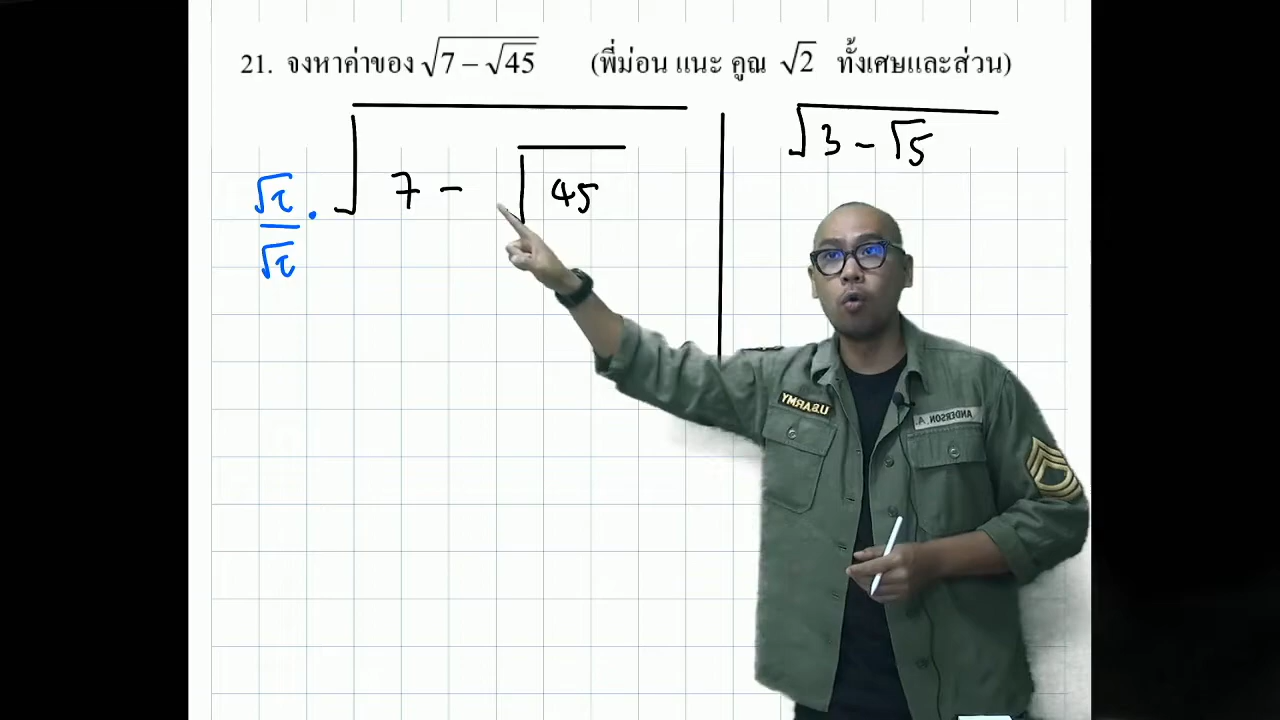 21. จงหาค่าของ √(7 − √45) (พี่ม่อน แนะ คูณ √2 ทั้งเศษและส่วน)
√2/√2 · √(7 − √45)
√(3 − √5)
U.S.ARMY
ANDERSON A.